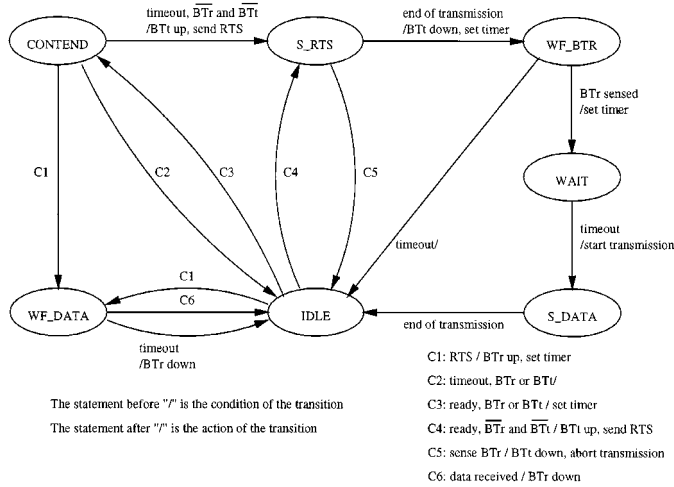 timeout, B̅T̅r̅ and B̅T̅t̅
/BTt up, send RTS
end of transmission
/BTt down, set timer
CONTEND
S_RTS
WF_BTR
BTr sensed
/set timer
C1
C2
C3
C4
C5
WAIT
timeout/
timeout
/start transmission
C1
C6
WF_DATA
IDLE
S_DATA
end of transmission
timeout
/BTr down
C1: RTS / BTr up, set timer
C2: timeout, BTr or BTt/
C3: ready, BTr or BTt / set timer
C4: ready, B̅T̅r̅ and B̅T̅t̅ / BTt up, send RTS
C5: sense BTr / BTt down, abort transmission
C6: data received / BTr down
The statement before "/" is the condition of the transition
The statement after "/" is the action of the transition